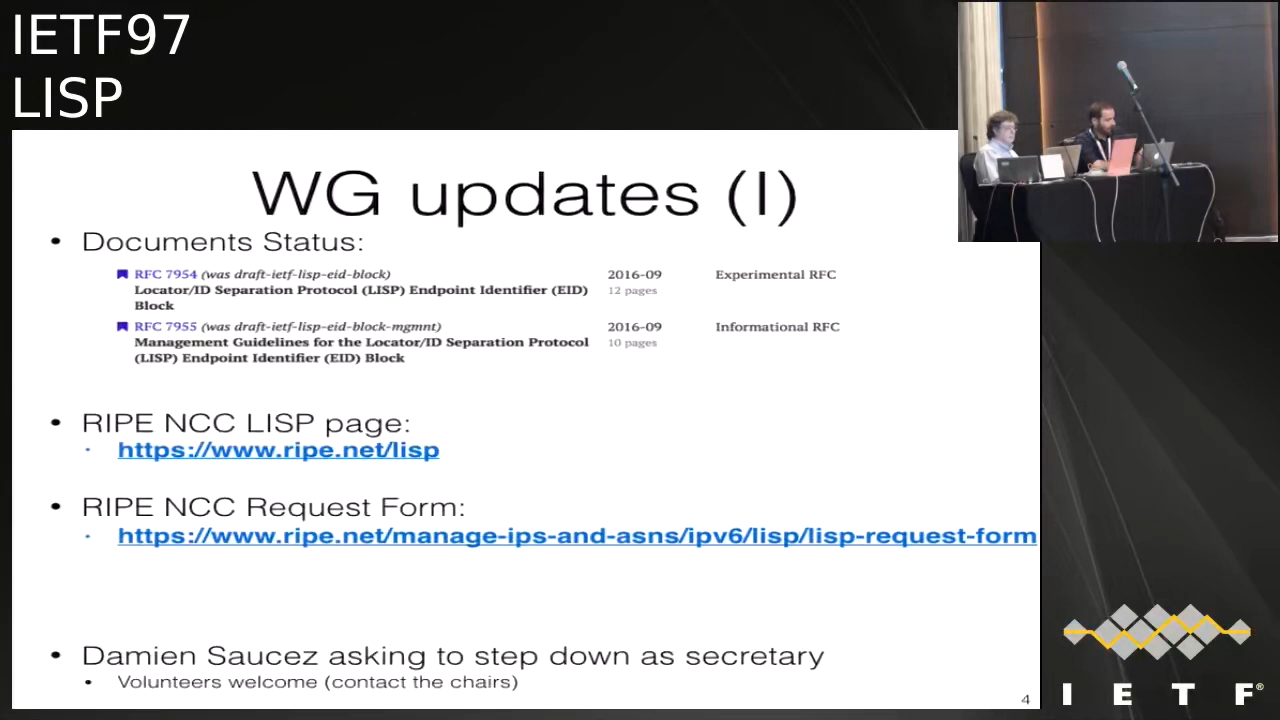 IETF97
LISP
WG updates (I)
• Documents Status:
RFC 7954 (was draft-ietf-lisp-eid-block) 2016-09 Experimental RFC
Locator/ID Separation Protocol (LISP) Endpoint Identifier (EID) 12 pages
Block
RFC 7955 (was draft-ietf-lisp-eid-block-mgmnt) 2016-09 Informational RFC
Management Guidelines for the Locator/ID Separation Protocol 10 pages
(LISP) Endpoint Identifier (EID) Block
• RIPE NCC LISP page:
• https://www.ripe.net/lisp
• RIPE NCC Request Form:
• https://www.ripe.net/manage-ips-and-asns/ipv6/lisp/lisp-request-form
• Damien Saucez asking to step down as secretary
• Volunteers welcome (contact the chairs)
4
I E T F®